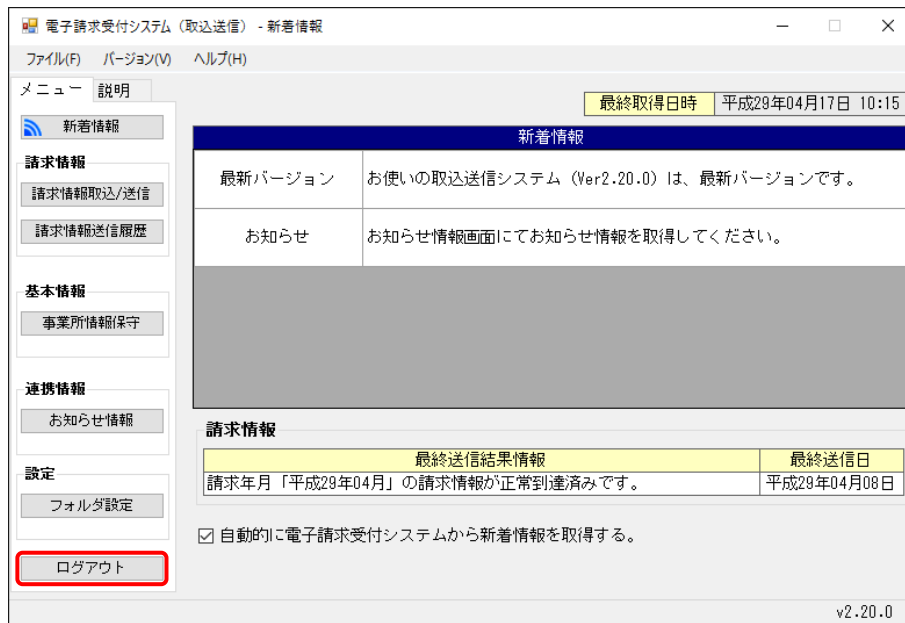 電子請求受付システム（取込送信） - 新着情報
ファイル(F) バージョン(V) ヘルプ(H)
メニュー 説明
最終取得日時 平成29年04月17日 10:15
新着情報
新着情報
請求情報
最新バージョン お使いの取込送信システム（Ver2.20.0）は、最新バージョンです。
請求情報取込/送信
請求情報送信履歴
お知らせ お知らせ情報画面にてお知らせ情報を取得してください。
基本情報
事業所情報保守
連携情報
お知らせ情報
請求情報
最終送信結果情報 最終送信日
設定
請求年月「平成29年04月」の請求情報が正常到達済みです。 平成29年04月08日
フォルダ設定
自動的に電子請求受付システムから新着情報を取得する。
ログアウト
v2.20.0